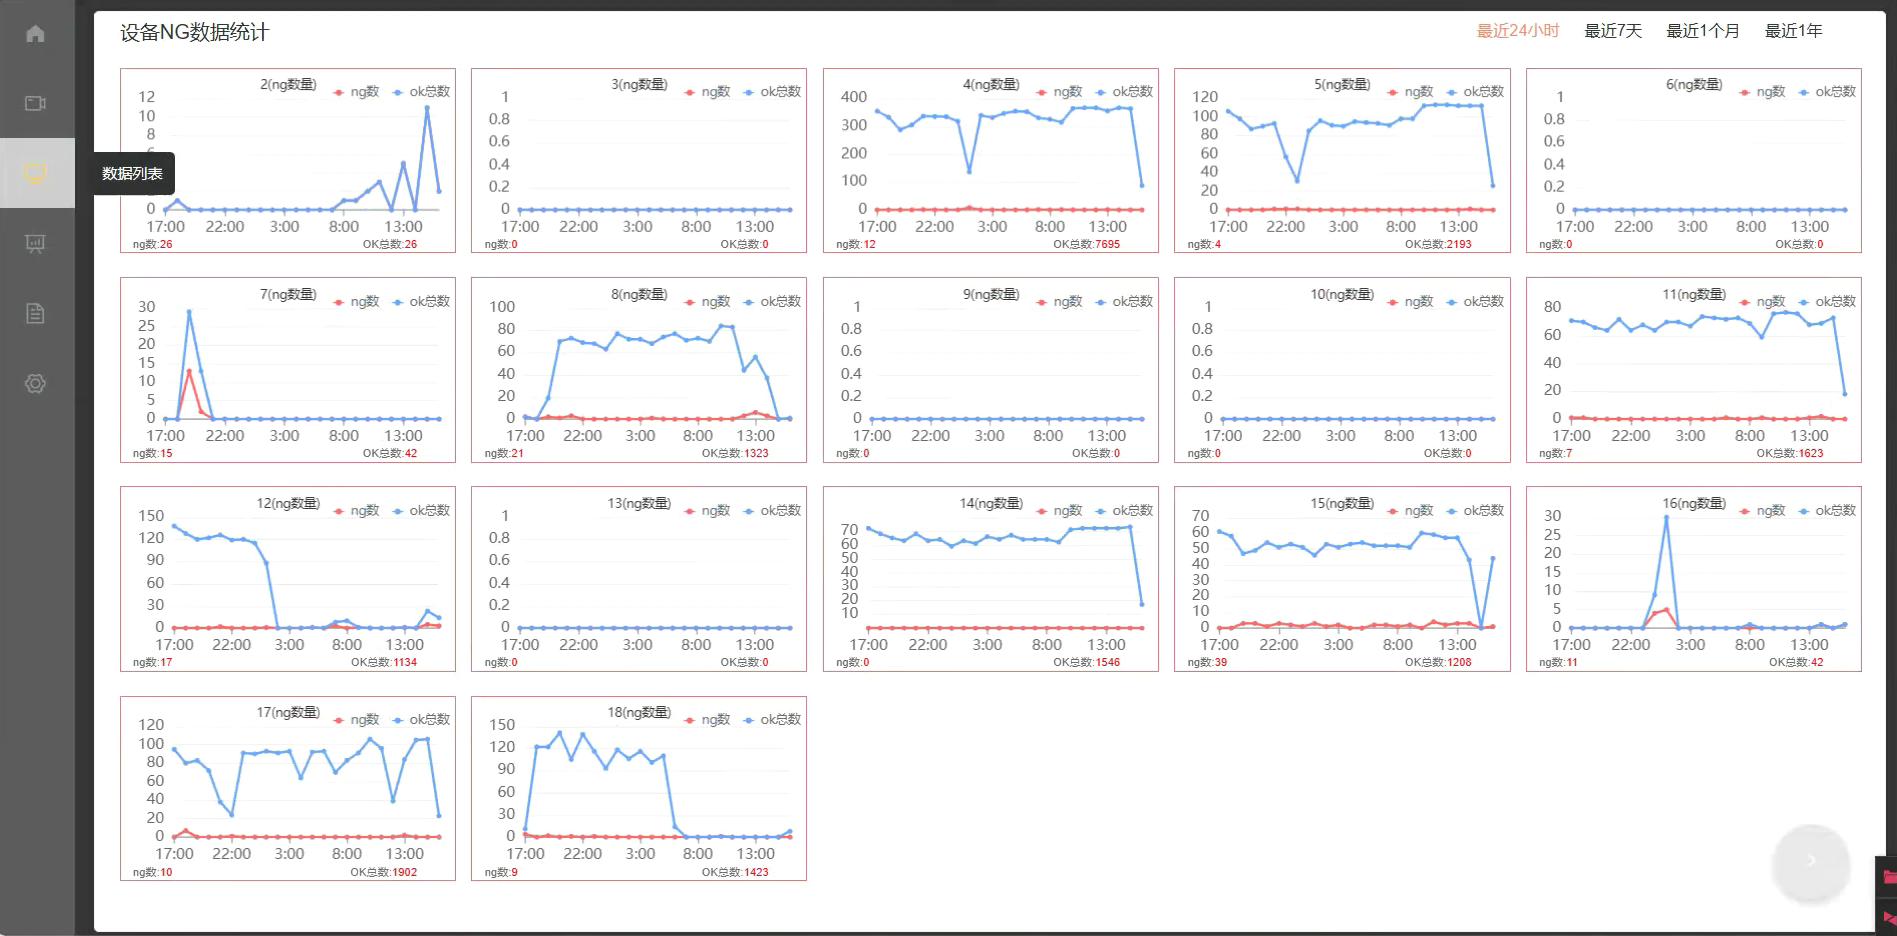 设备NG数据统计
最近24小时 最近7天 最近1个月 最近1年
数据列表
2(ng数量) ng数 ok总数
12
10
8
6
0
17:00 22:00 3:00 8:00 13:00
ng数:26 OK总数:26
3(ng数量) ng数 ok总数
1
0.8
0.6
0.4
0.2
0
17:00 22:00 3:00 8:00 13:00
ng数:0 OK总数:0
4(ng数量) ng数 ok总数
400
300
200
100
0
17:00 22:00 3:00 8:00 13:00
ng数:12 OK总数:7695
5(ng数量) ng数 ok总数
120
100
80
60
40
20
0
17:00 22:00 3:00 8:00 13:00
ng数:4 OK总数:2193
6(ng数量) ng数 ok总数
1
0.8
0.6
0.4
0.2
0
17:00 22:00 3:00 8:00 13:00
ng数:0 OK总数:0
7(ng数量) ng数 ok总数
30
25
20
15
10
5
0
17:00 22:00 3:00 8:00 13:00
ng数:15 OK总数:42
8(ng数量) ng数 ok总数
100
80
60
40
20
0
17:00 22:00 3:00 8:00 13:00
ng数:21 OK总数:1323
9(ng数量) ng数 ok总数
1
0.8
0.6
0.4
0.2
0
17:00 22:00 3:00 8:00 13:00
ng数:0 OK总数:0
10(ng数量) ng数 ok总数
1
0.8
0.6
0.4
0.2
0
17:00 22:00 3:00 8:00 13:00
ng数:0 OK总数:0
11(ng数量) ng数 ok总数
80
60
40
20
0
17:00 22:00 3:00 8:00 13:00
ng数:7 OK总数:1623
12(ng数量) ng数 ok总数
150
120
90
60
30
0
17:00 22:00 3:00 8:00 13:00
ng数:17 OK总数:1134
13(ng数量) ng数 ok总数
1
0.8
0.6
0.4
0.2
0
17:00 22:00 3:00 8:00 13:00
ng数:0 OK总数:0
14(ng数量) ng数 ok总数
70
60
50
40
30
20
10
17:00 22:00 3:00 8:00 13:00
ng数:0 OK总数:1546
15(ng数量) ng数 ok总数
70
60
50
40
30
20
10
0
17:00 22:00 3:00 8:00 13:00
ng数:39 OK总数:1208
16(ng数量) ng数 ok总数
30
25
20
15
10
5
0
17:00 22:00 3:00 8:00 13:00
ng数:11 OK总数:42
17(ng数量) ng数 ok总数
120
100
80
60
40
20
0
17:00 22:00 3:00 8:00 13:00
ng数:10 OK总数:1902
18(ng数量) ng数 ok总数
150
120
90
60
30
0
17:00 22:00 3:00 8:00 13:00
ng数:9 OK总数:1423